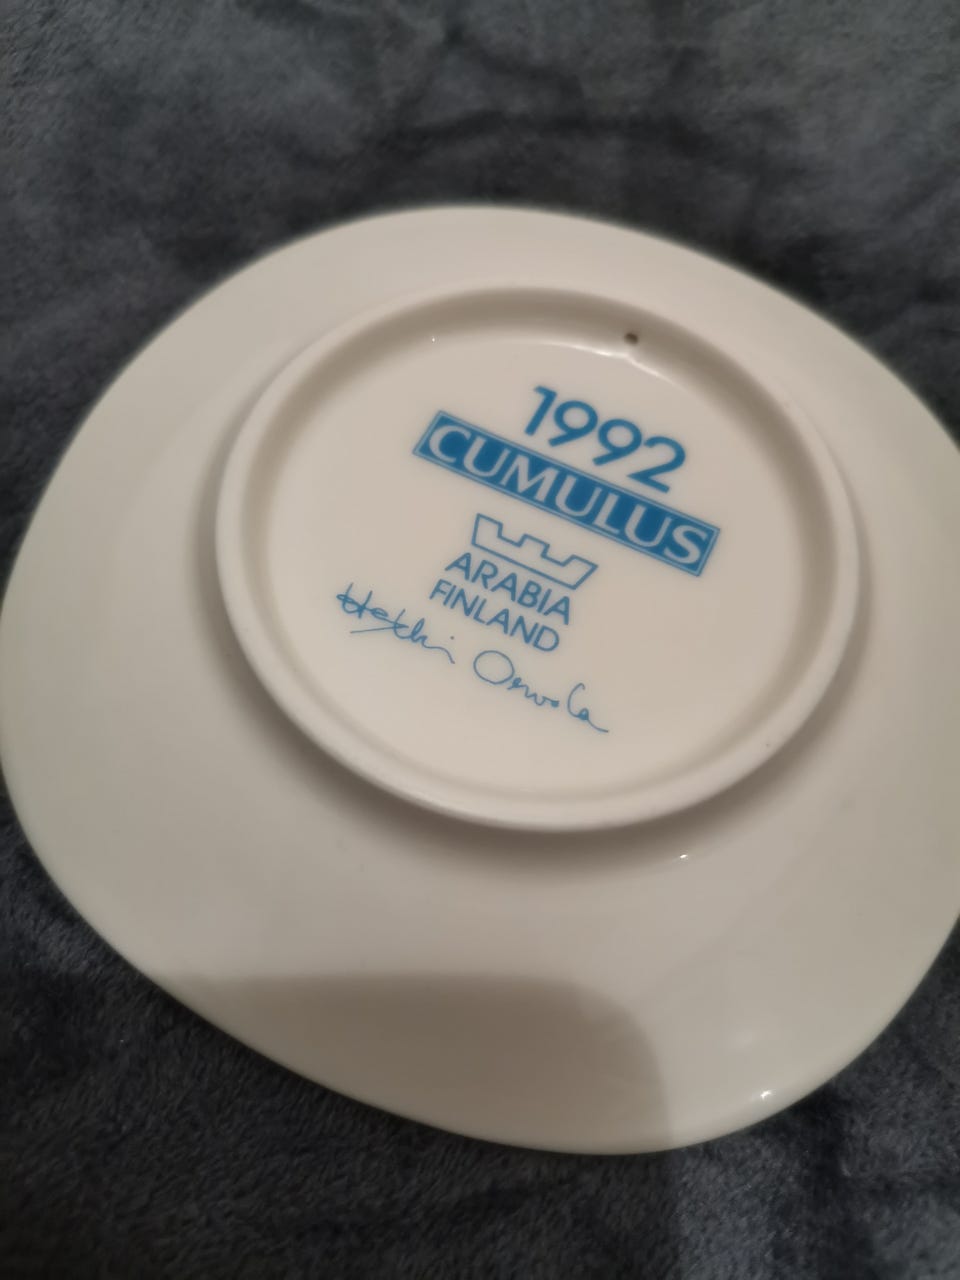 1992
CUMULUS
ARABIA
FINLAND
Heikki Orvola